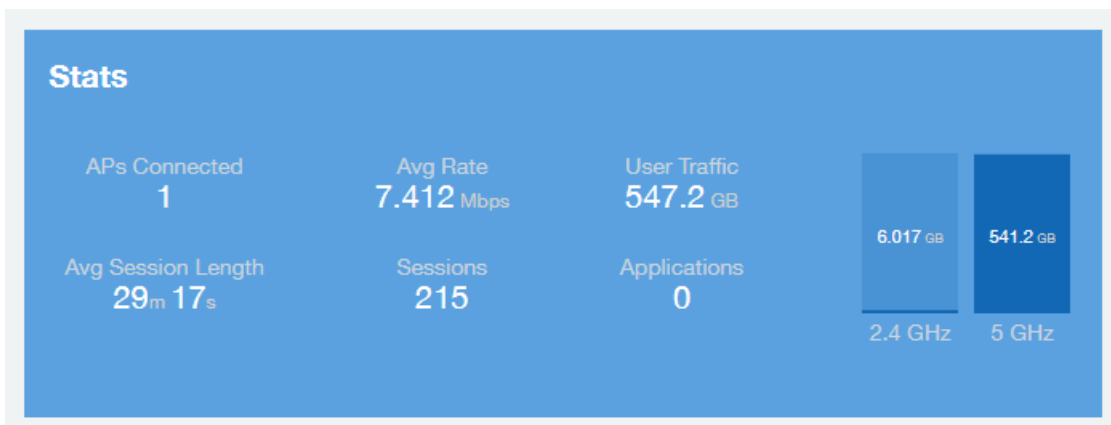 Stats
APs Connected
1
Avg Rate
7.412 Mbps
User Traffic
547.2 GB
Avg Session Length
29m 17s
Sessions
215
Applications
0
6.017 GB
2.4 GHz
541.2 GB
5 GHz